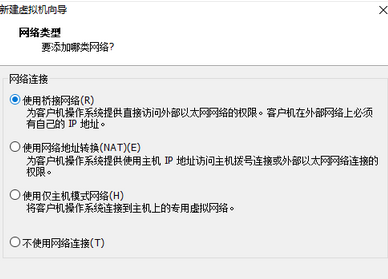 新建虚拟机向导
网络类型
要添加哪类网络?
网络连接
使用桥接网络(R)
为客户机操作系统提供直接访问外部以太网网络的权限。客户机在外部网络上必须
有自己的 IP 地址。
使用网络地址转换(NAT)(E)
为客户机操作系统提供使用主机 IP 地址访问主机拨号连接或外部以太网网络连接的
权限。
使用仅主机模式网络(H)
将客户机操作系统连接到主机上的专用虚拟网络。
不使用网络连接(T)